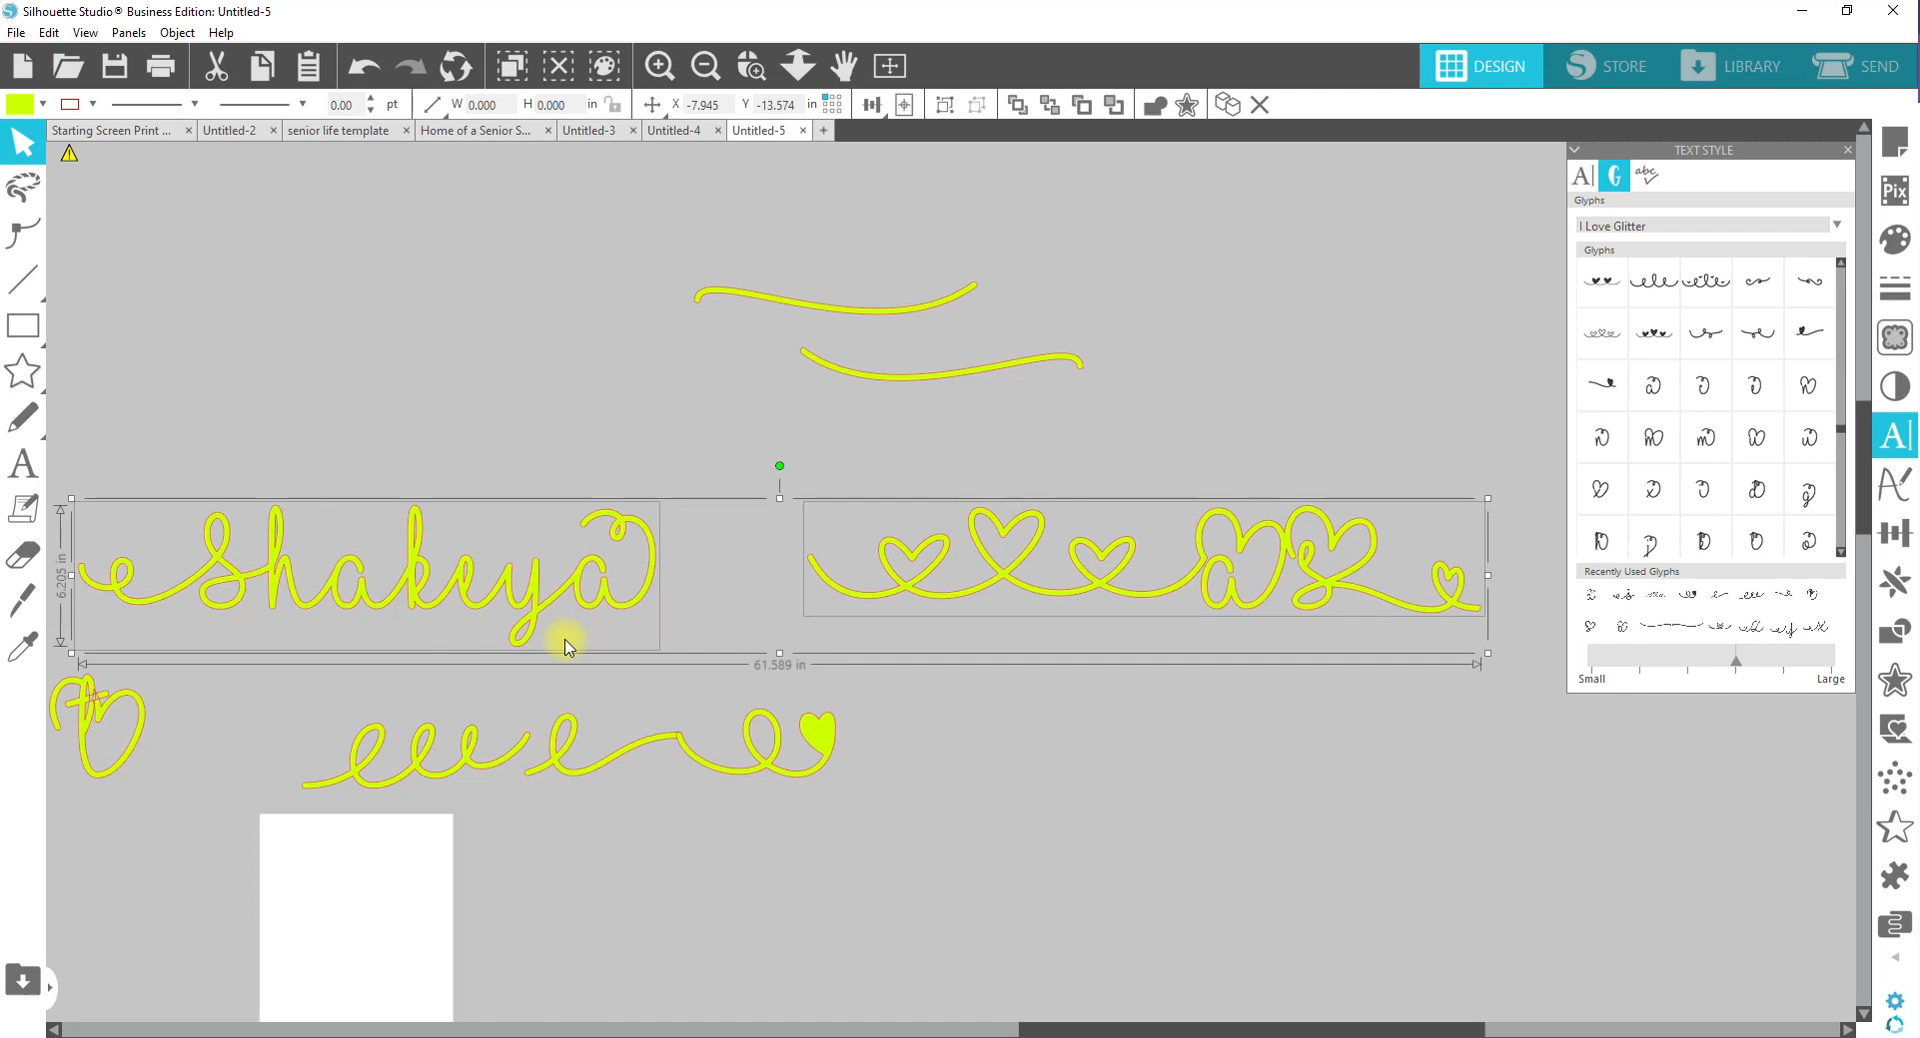 Silhouette Studio® Business Edition: Untitled-5
File Edit View Panels Object Help
DESIGN STORE LIBRARY SEND
0.00 pt W 0.000 H 0.000 in X -7.945 Y -13.574 in
Starting Screen Print ... × Untitled-2 × senior life template × Home of a Senior S... × Untitled-3 × Untitled-4 × Untitled-5 × +
TEXT STYLE
Glyphs
I Love Glitter
Glyphs
shakeya
as
6.205 in
61.589 in
Recently Used Glyphs
Small Large